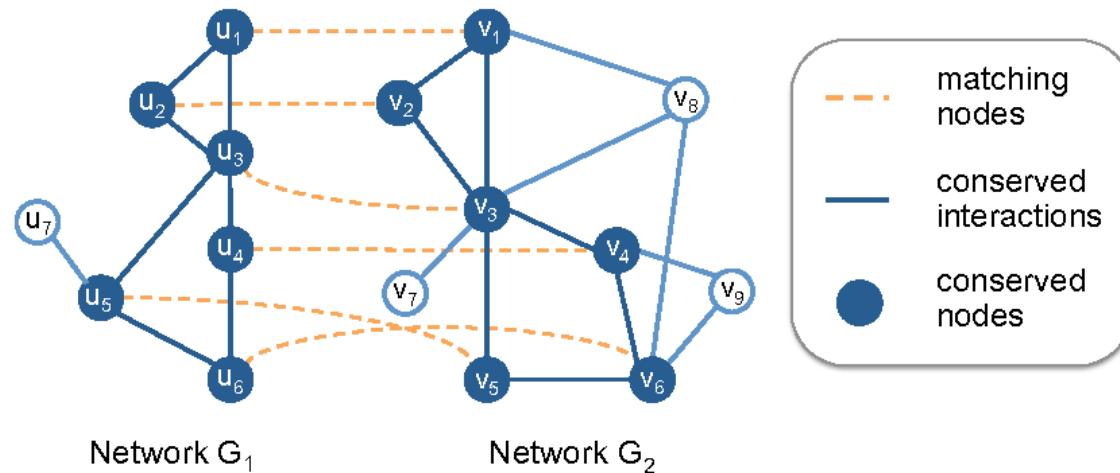 u₁
v₁
u₂
v₂
v₈
u₃
v₃
u₇
u₄
v₄
u₅
v₇
v₉
u₆
v₅
v₆
Network G₁
Network G₂
matching
nodes
conserved
interactions
conserved
nodes